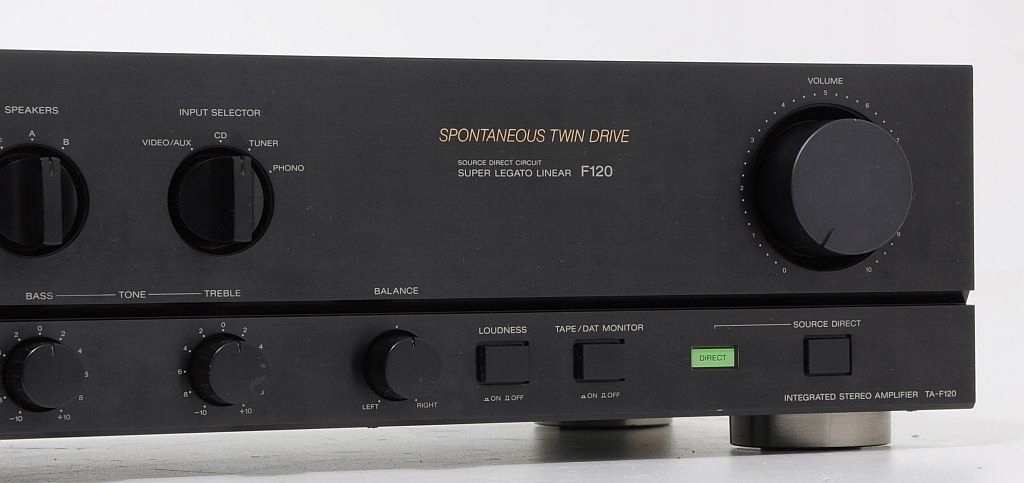 SPEAKERS
A
B
INPUT SELECTOR
VIDEO/AUX
CD
TUNER
PHONO
SPONTANEOUS TWIN DRIVE
SOURCE DIRECT CIRCUIT
SUPER LEGATO LINEAR F120
VOLUME
0 1 2 3 4 5 6 7 9 10
BASS TONE TREBLE
2 0 2
4
6
8
-10 +10
2 0 2
4
6
8
-10 +10
BALANCE
LEFT RIGHT
LOUDNESS
ON OFF
TAPE/DAT MONITOR
ON OFF
SOURCE DIRECT
DIRECT
INTEGRATED STEREO AMPLIFIER TA-F120